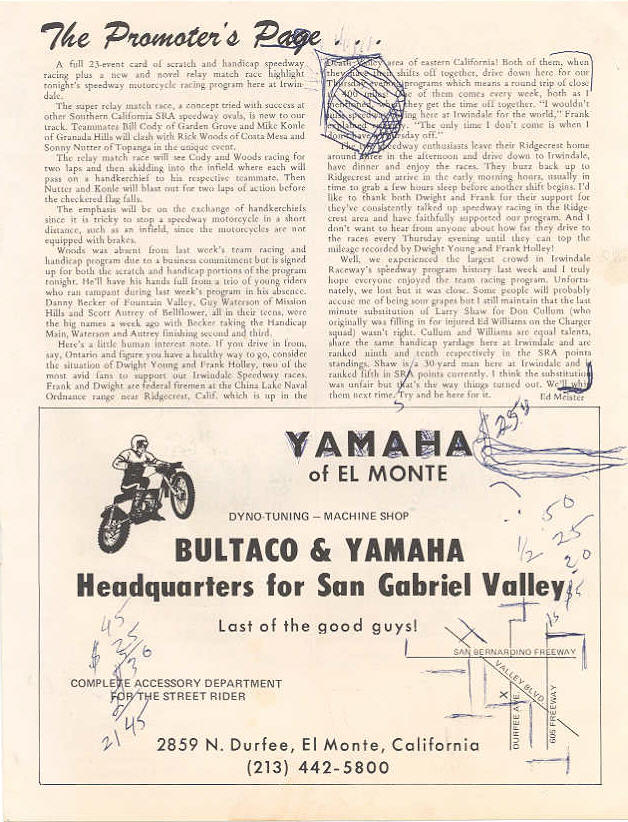 The Promoter's Page . . .
A full 23-event card of scratch and handicap speedway
racing plus a new and novel relay match race highlight
tonight's speedway motorcycle racing program here at Irwin-
dale.
The super relay match race, a concept tried with success at
other Southern California SRA speedway ovals, is new to our
track. Teammates Bill Cody of Garden Grove and Mike Konle
of Granada Hills will clash with Rick Woods of Costa Mesa and
Sonny Nutter of Topanga in the unique event.
The relay match race will see Cody and Woods racing for
two laps and then skidding into the infield where each will
pass on a handkerchief to his respective teammate. Then
Nutter and Konle will blast out for two laps of action before
the checkered flag falls.
The emphasis will be on the exchange of handkerchiefs
since it is tricky to stop a speedway motorcycle in a short
distance, such as an infield, since the motorcycles are not
equipped with brakes.
Woods was absent from last week's team racing and
handicap program due to a business commitment but is signed
up for both the scratch and handicap portions of the program
tonight. He'll have his hands full from a trio of young riders
who ran rampant during last week's program in his absence.
Danny Becker of Fountain Valley, Guy Waterson of Mission
Hills and Scott Autrey of Bellflower, all in their teens, were
the big names a week ago with Becker taking the Handicap
Main, Waterson and Autrey finishing second and third.
Here's a little human interest note. If you drive in from,
say, Ontario and figure you have a healthy way to go, consider
the situation of Dwight Young and Frank Holley, two of the
most avid fans to support our Irwindale Speedway races.
Frank and Dwight are federal firemen at the China Lake Naval
Ordnance range near Ridgecrest, Calif. which is up in the
Death Valley area of eastern California! Both of them, when
they have their shifts off together, drive down here for our
Thursday evening programs which means a round trip of close
to 400 miles. One of them comes every week, both as I
mentioned, when they get the time off together. "I wouldn't
miss speedway racing here at Irwindale for the world," Frank
explained "The only time I don't come is when I
don't Thursday off."
The two speedway enthusiasts leave their Ridgecrest home
around three in the afternoon and drive down to Irwindale,
have dinner and enjoy the races. They buzz back up to
Ridgecrest and arrive in the early morning hours, usually in
time to grab a few hours sleep before another shift begins. I'd
like to thank both Dwight and Frank for their support for
they've consistently talked up speedway racing in the Ridge-
crest area and have faithfully supported our program. And I
don't want to hear from anyone about how far they drive to
the races every Thursday evening until they can top the
mileage recorded by Dwight Young and Frank Holley!
Well, we experienced the largest crowd in Irwindale
Raceway's speedway program history last week and I truly
hope everyone enjoyed the team racing program. Unfortu-
nately, we lost but it was close. Some people will probably
accuse me of being sour grapes but I still maintain that the last
minute substitution of Larry Shaw for Don Cullum (who
originally was filling in for injured Ed Williams on the Charger
squad) wasn't right. Cullum and Williams are equal talents,
share the same handicap yardage here at Irwindale and are
ranked ninth and tenth respectively in the SRA points
standings. Shaw is a 30-yard man here at Irwindale and is
ranked fifth in SRA points currently. I think the substitution
was unfair but that's the way things turned out. We'll whip
them next time. Try and be here for it.
Ed Meister
$25.
YAMAHA
of EL MONTE
DYNO-TUNING – MACHINE SHOP
50
1/2 25
20
BULTACO & YAMAHA
Headquarters for San Gabriel Valley
Last of the good guys!
45
SAN BERNARDINO FREEWAY
VALLEY BLVD.
X
DURFEE AVE.
605 FREEWAY
COMPLETE ACCESSORY DEPARTMENT
FOR THE STREET RIDER
2145
2859 N. Durfee, El Monte, California
(213) 442-5800